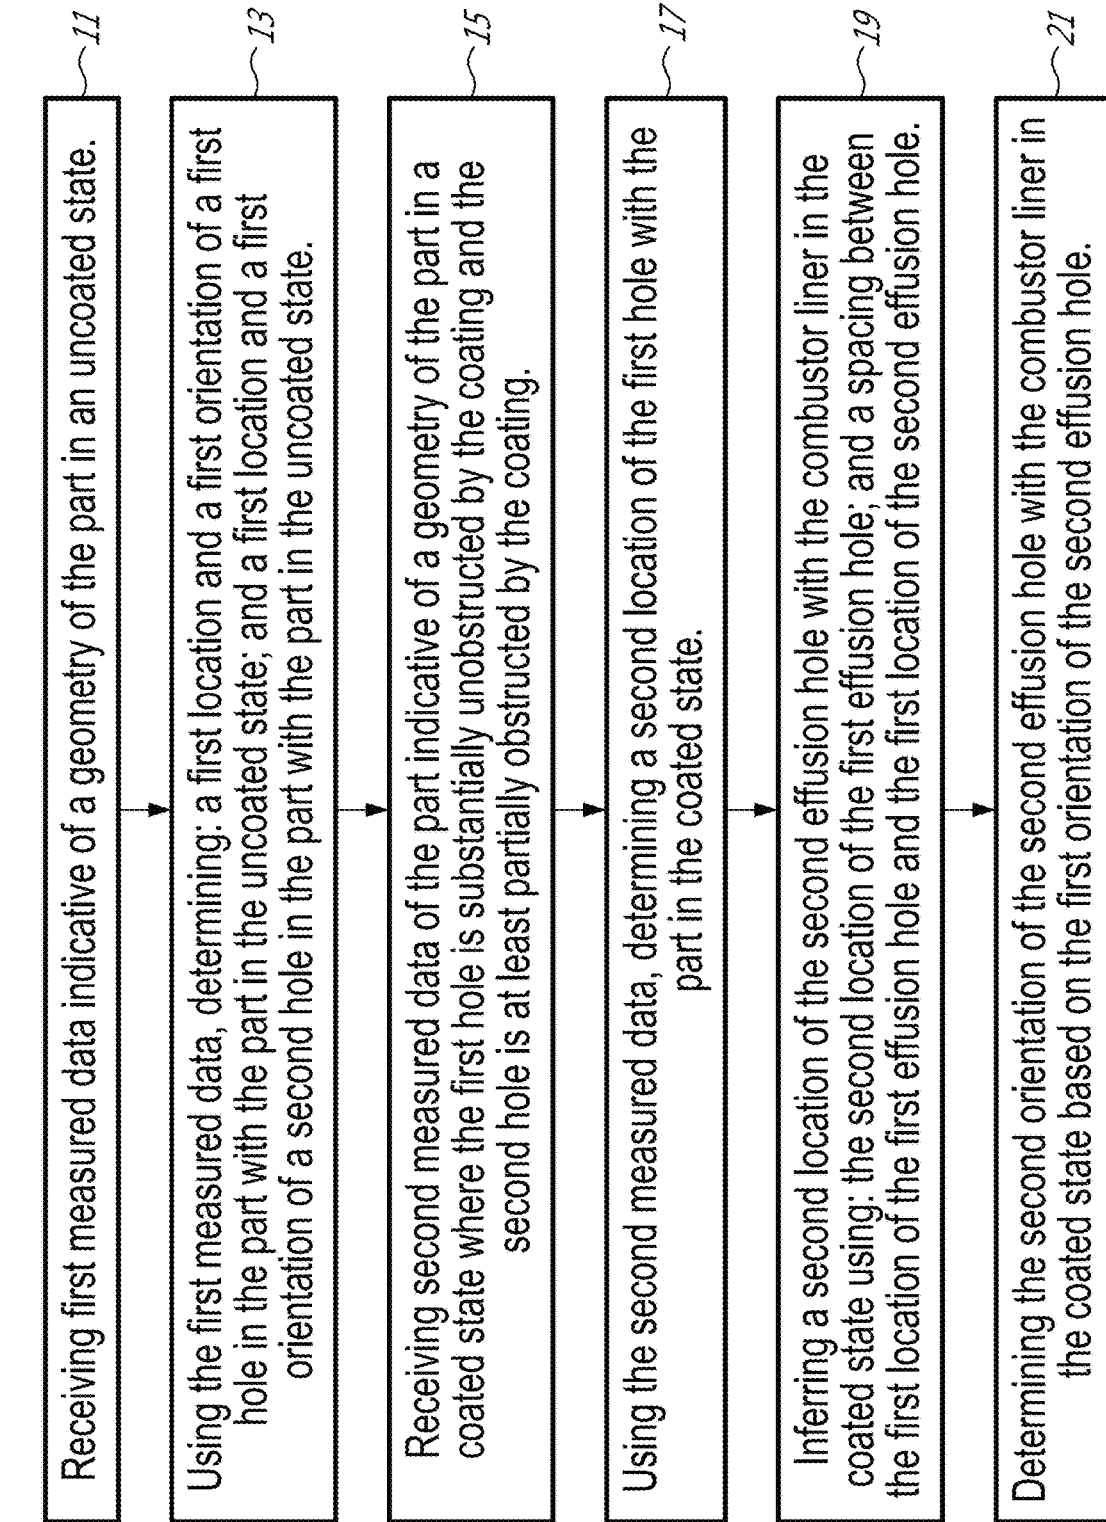 Receiving first measured data indicative of a geometry of the part in an uncoated state.
11
Using the first measured data, determining: a first location and a first orientation of a first
hole in the part with the part in the uncoated state; and a first location and a first
orientation of a second hole in the part with the part in the uncoated state.
13
Receiving second measured data of the part indicative of a geometry of the part in a
coated state where the first hole is substantially unobstructed by the coating and the
second hole is at least partially obstructed by the coating.
15
Using the second measured data, determining a second location of the first hole with the
part in the coated state.
17
Inferring a second location of the second effusion hole with the combustor liner in the
coated state using: the second location of the first effusion hole; and a spacing between
the first location of the first effusion hole and the first location of the second effusion hole.
19
Determining the second orientation of the second effusion hole with the combustor liner in
the coated state based on the first orientation of the second effusion hole.
21